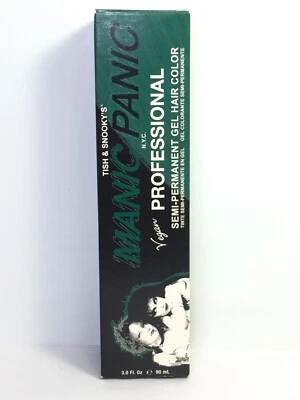 TISH & SNOOKY'S
MANIC PANIC
N.Y.C.
Vegan PROFESSIONAL
SEMI-PERMANENT GEL HAIR COLOR
TINTE SEMI-PERMANENTE EN GEL
GEL COLORANTE SEMI-PERMANENTE
3.0 Fl. Oz ℮ 90 mL